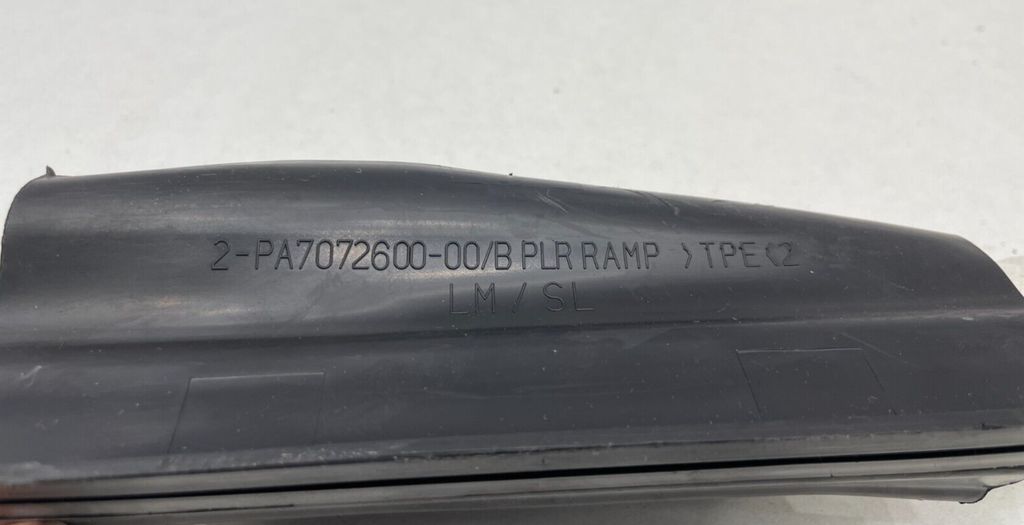 2-PA7072600-00/B PLR RAMP >TPE<2
LM / SL